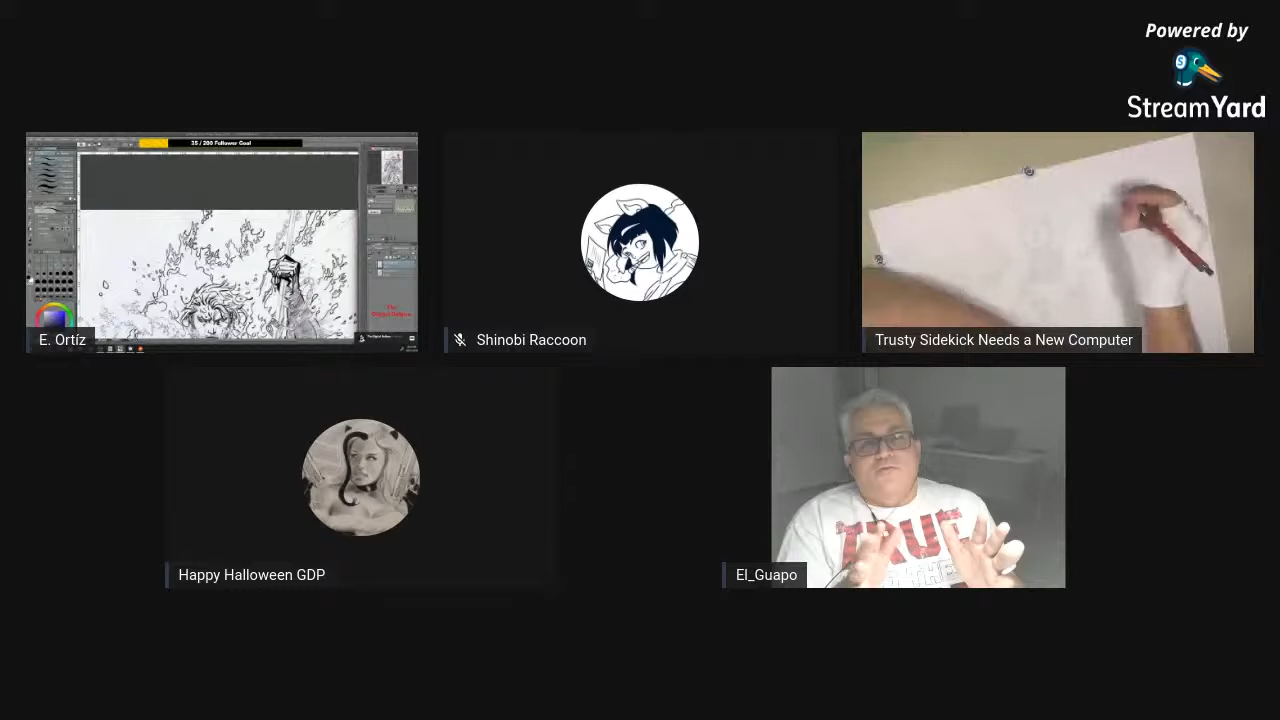 Powered by
StreamYard
35 / 200 Follower Goal
E. Ortíz
Shinobi Raccoon
Trusty Sidekick Needs a New Computer
Happy Halloween GDP
El_Guapo
TRUE